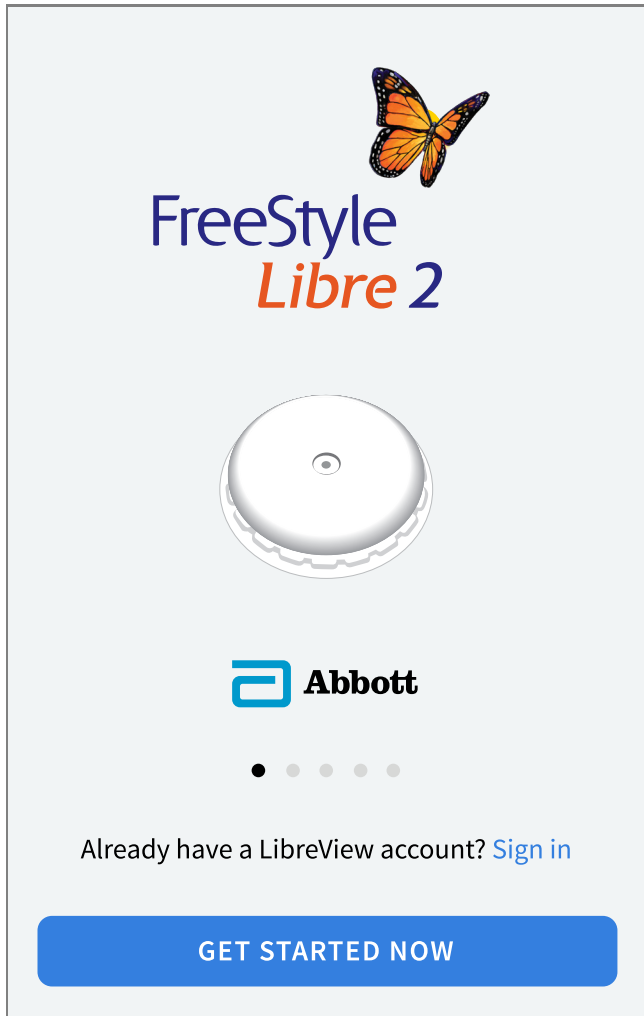 FreeStyle
Libre 2
Abbott
Already have a LibreView account? Sign in
GET STARTED NOW